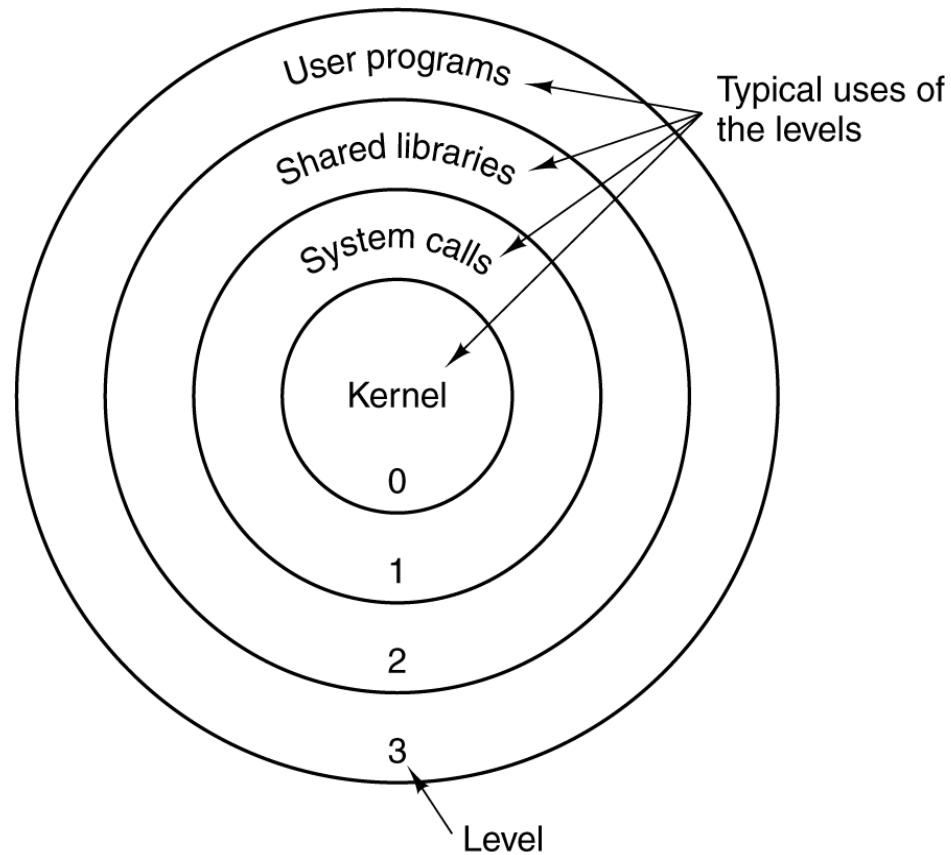 User programs
Typical uses of
the levels
Shared libraries
System calls
Kernel
0
1
2
3
Level